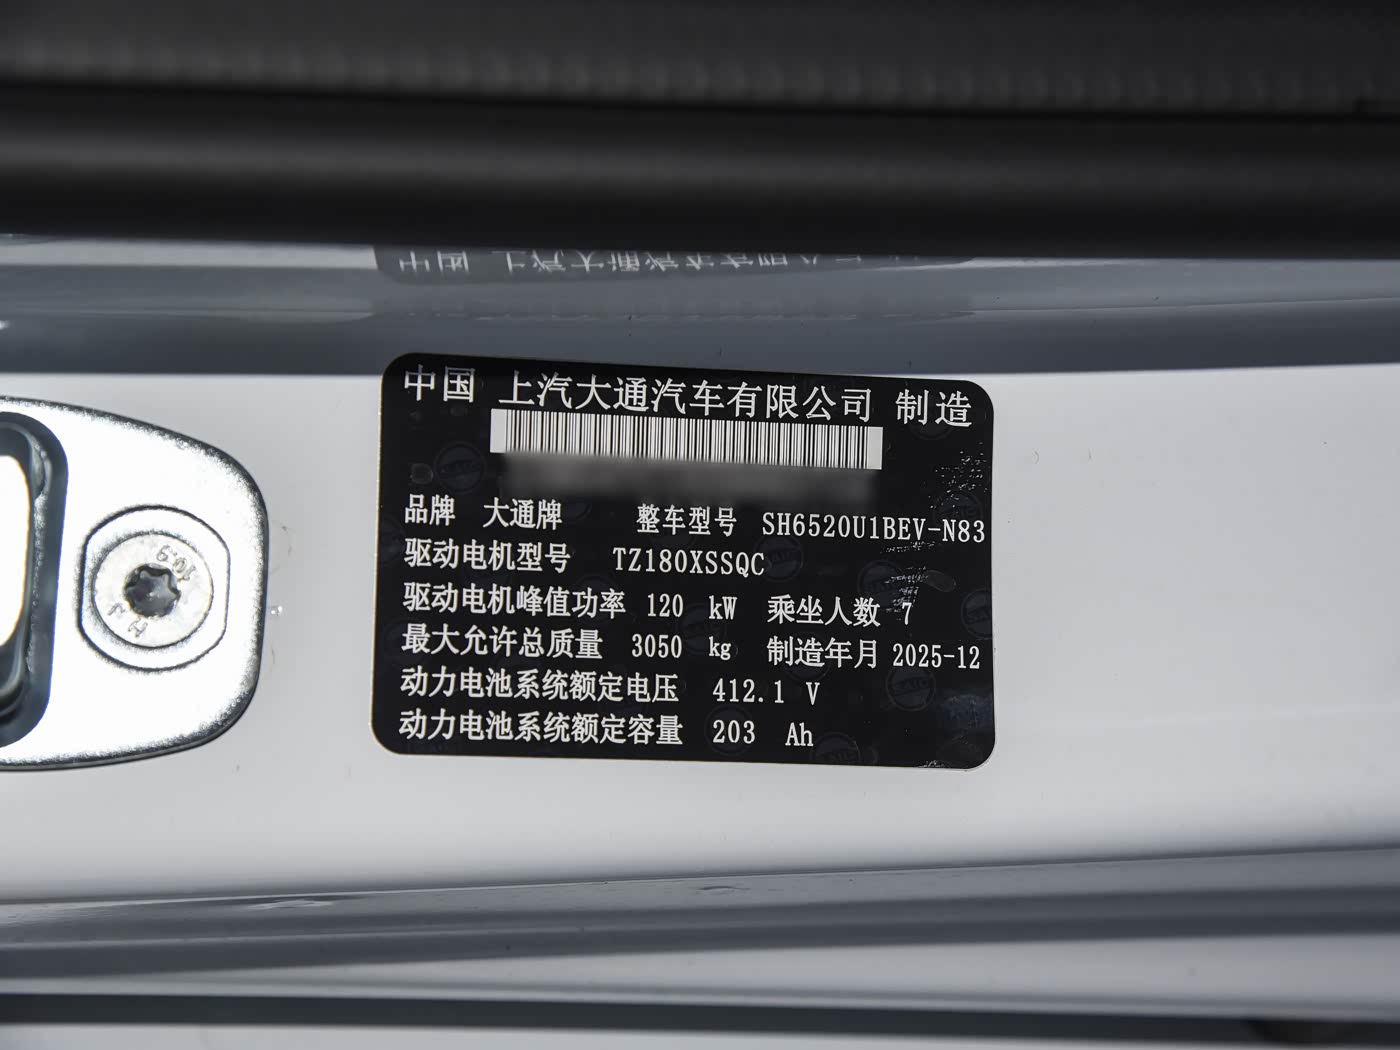 中国 上汽大通汽车有限公司 制造
品牌 大通牌 整车型号 SH6520U1BEV-N83
驱动电机型号 TZ180XSSQC
驱动电机峰值功率 120 kW 乘坐人数 7
最大允许总质量 3050 kg 制造年月 2025-12
动力电池系统额定电压 412.1 V
动力电池系统额定容量 203 Ah
10.9